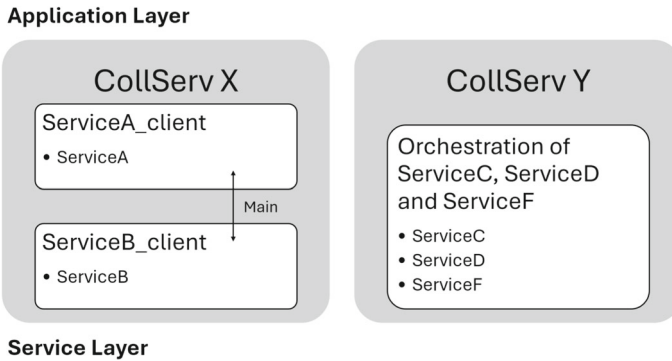 Application Layer
CollServ X
ServiceA_client
• ServiceA
Main
ServiceB_client
• ServiceB
CollServ Y
Orchestration of
ServiceC, ServiceD
and ServiceF
• ServiceC
• ServiceD
• ServiceF
Service Layer